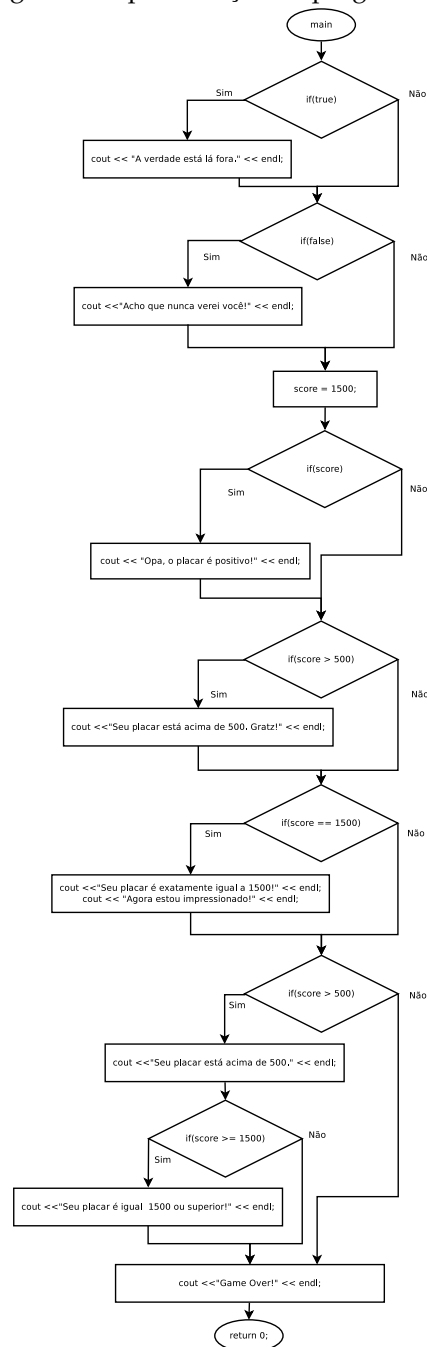 main
if(true)
Sim
Não
cout << "A verdade está lá fora." << endl;
if(false)
Sim
Não
cout <<"Acho que nunca verei você!" << endl;
score = 1500;
if(score)
Sim
Não
cout << "Opa, o placar é positivo!" << endl;
if(score > 500)
Sim
Não
cout <<"Seu placar está acima de 500. Gratz!" << endl;
if(score == 1500)
Sim
Não
cout <<"Seu placar é exatamente igual a 1500!" << endl;
cout << "Agora estou impressionado!" << endl;
if(score > 500)
Sim
Não
cout <<"Seu placar está acima de 500." << endl;
if(score >= 1500)
Sim
Não
cout <<"Seu placar é igual  1500 ou superior!" << endl;
cout <<"Game Over!" << endl;
return 0;